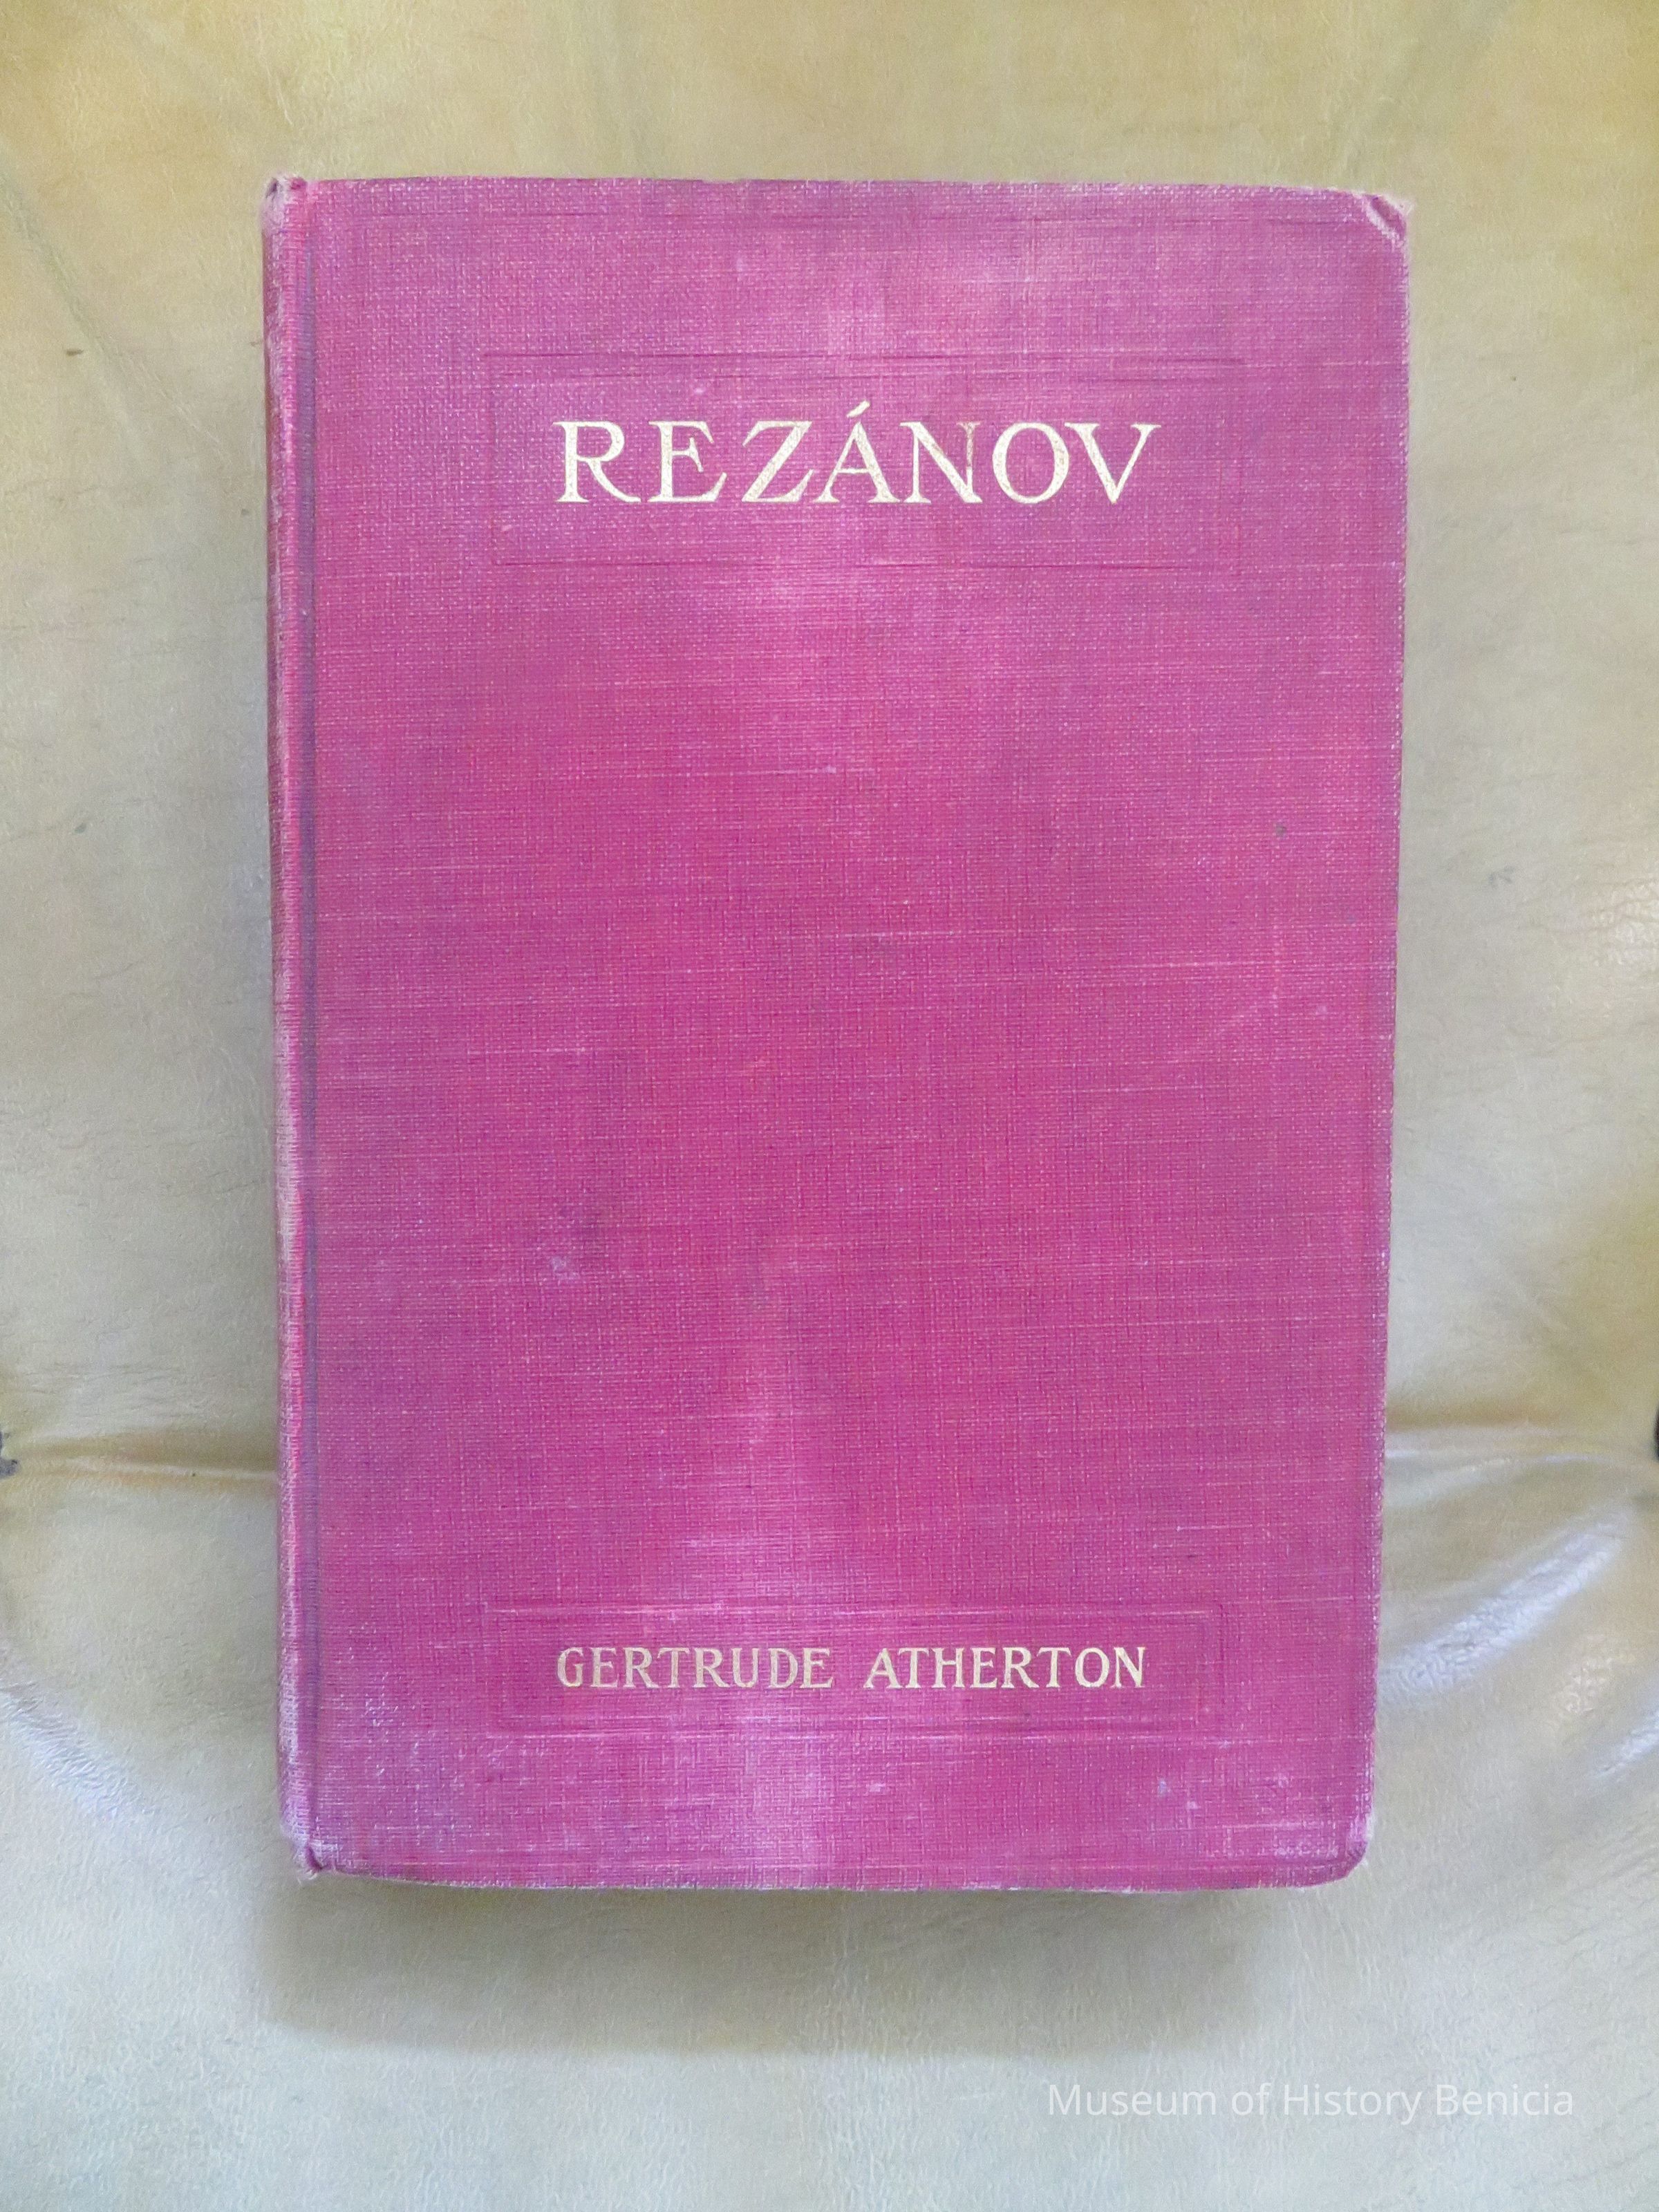 REZÁNOV
GERTRUDE ATHERTON
Museum of History Benicia